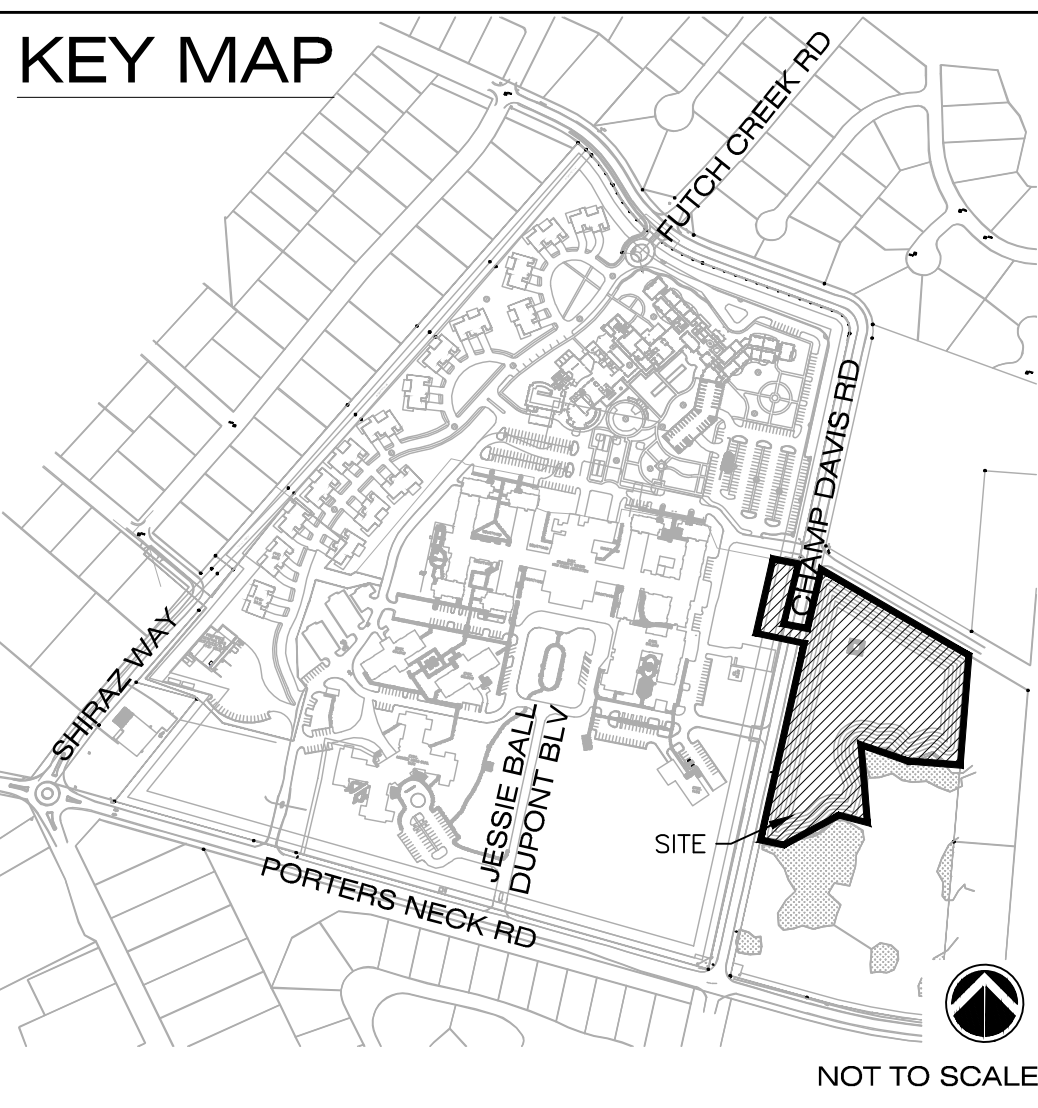 KEY MAP
FUTCH CREEK RD
CHAMP DAVIS RD
SHIRAZ WAY
JESSIE BALL
DUPONT BLV
SITE
PORTERS NECK RD
NOT TO SCALE